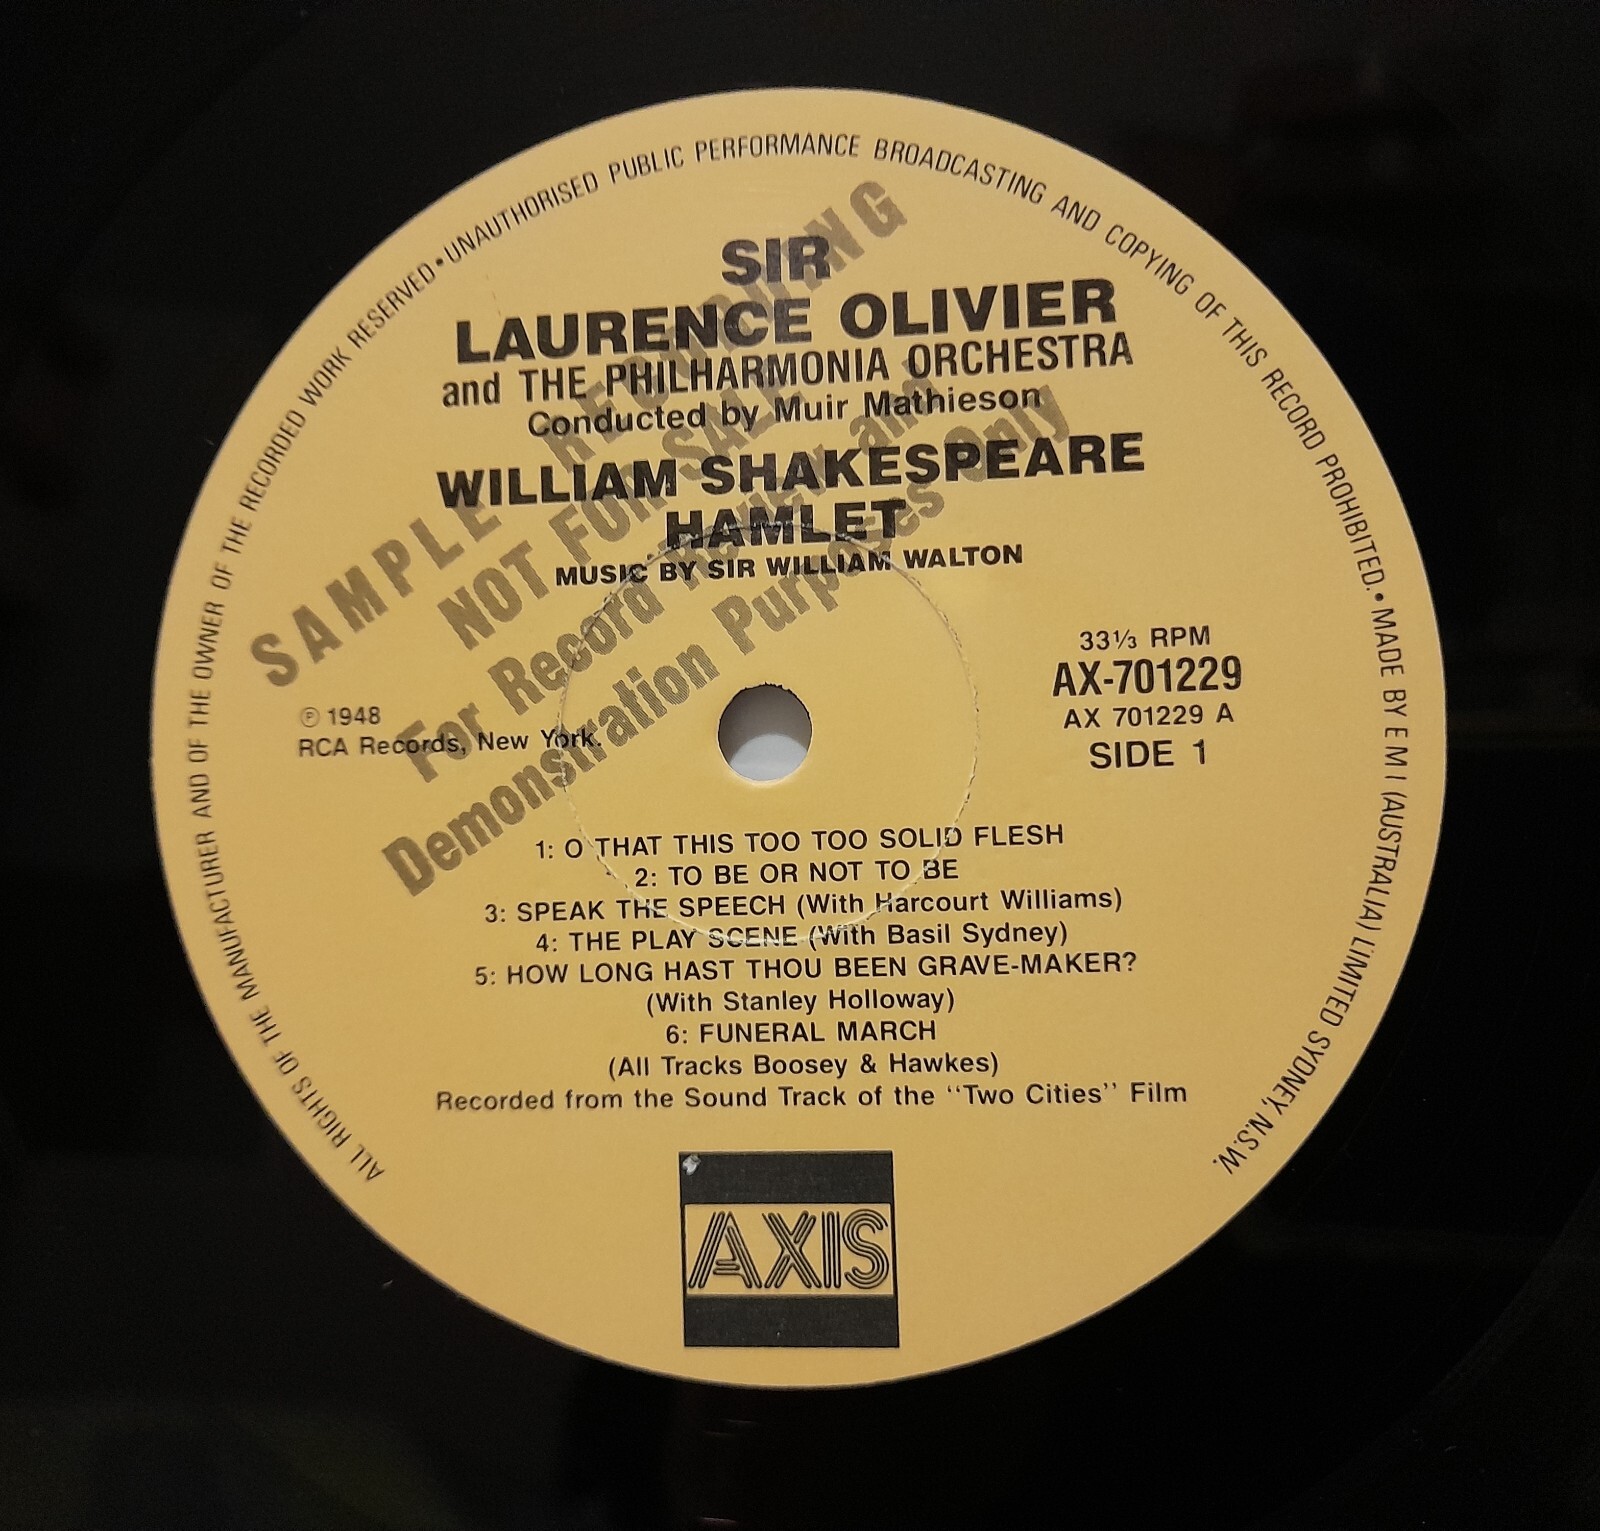 ALL RIGHTS OF THE MANUFACTURER AND OF THE OWNER OF THE RECORDED WORK RESERVED • UNAUTHORISED PUBLIC PERFORMANCE BROADCASTING AND COPYING OF THIS RECORD PROHIBITED. • MADE BY E M I (AUSTRALIA) LIMITED SYDNEY, N.S.W.
SIR
LAURENCE OLIVIER
and THE PHILHARMONIA ORCHESTRA
Conducted by Muir Mathieson
WILLIAM SHAKESPEARE
HAMLET
MUSIC BY SIR WILLIAM WALTON
SAMPLE RECORDING
NOT FOR SALE
For Record Review and
Demonstration Purposes Only
33⅓ RPM
AX-701229
AX 701229 A
SIDE 1
℗ 1948
RCA Records, New York.
1: O THAT THIS TOO TOO SOLID FLESH
2: TO BE OR NOT TO BE
3: SPEAK THE SPEECH (With Harcourt Williams)
4: THE PLAY SCENE (With Basil Sydney)
5: HOW LONG HAST THOU BEEN GRAVE-MAKER?
(With Stanley Holloway)
6: FUNERAL MARCH
(All Tracks Boosey & Hawkes)
Recorded from the Sound Track of the "Two Cities" Film
AXIS